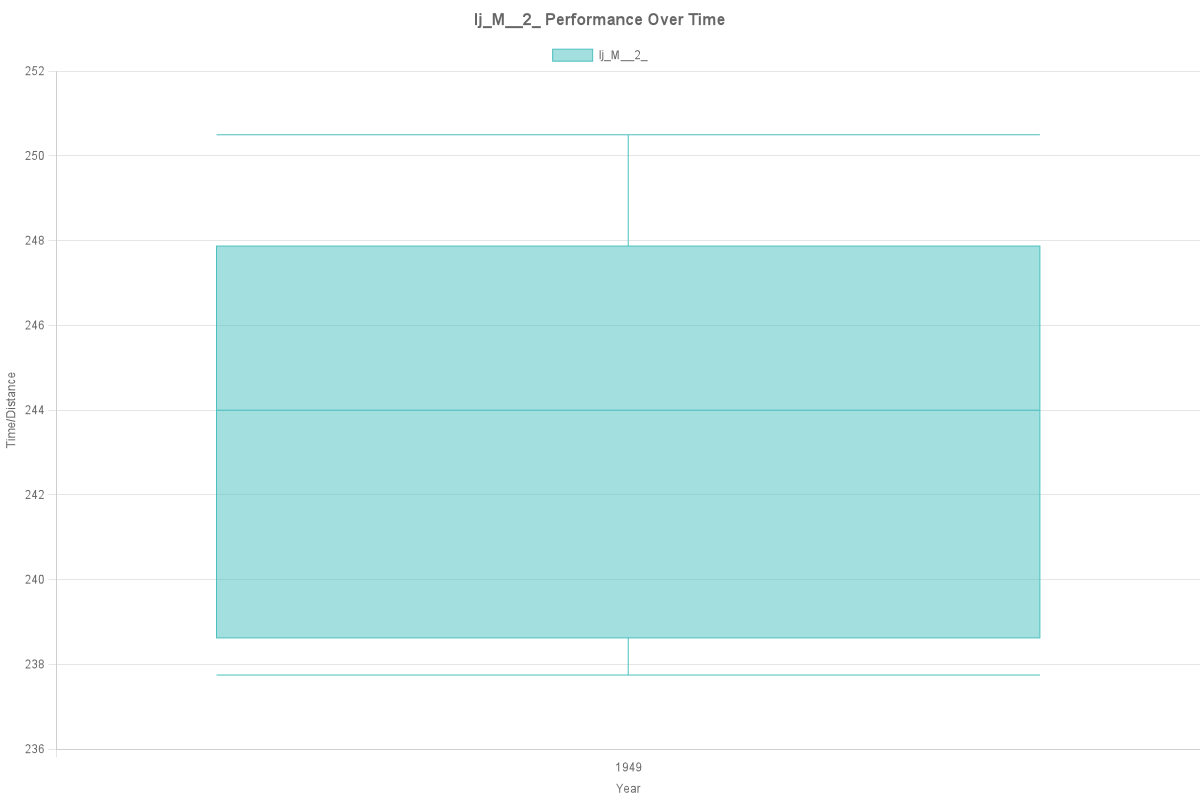 lj_M__2_ Performance Over Time
lj_M__2_
252
250
248
246
244
242
240
238
236
Time/Distance
1949
Year